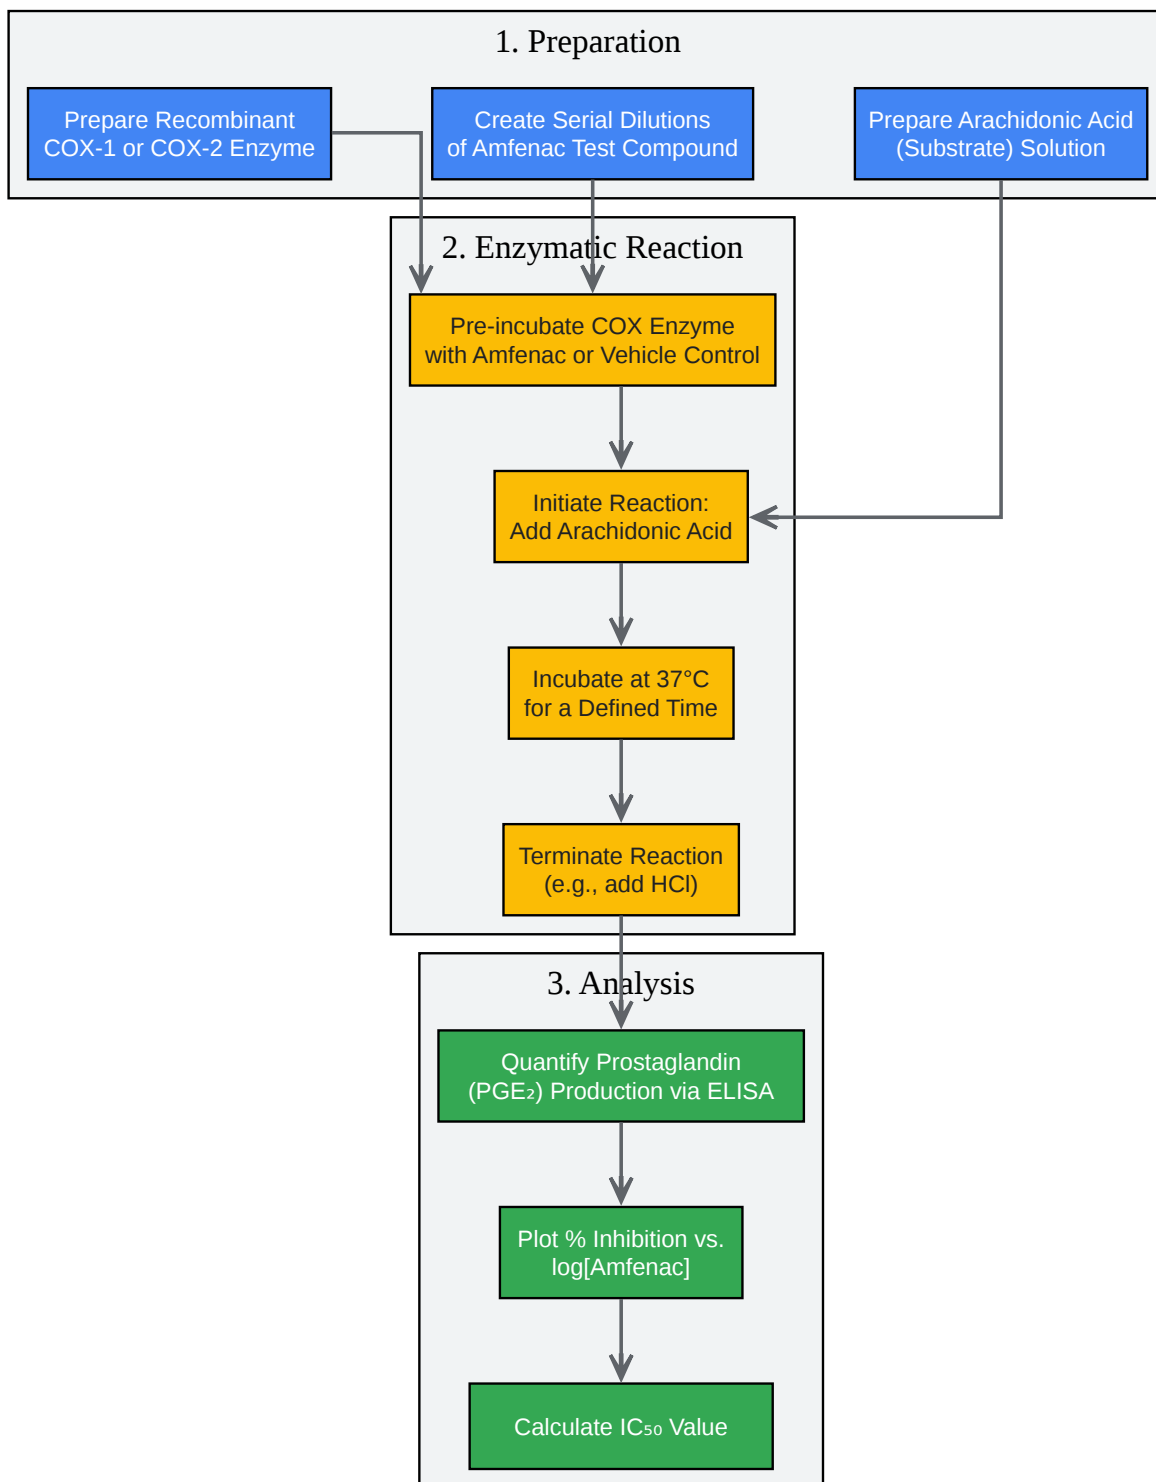 1. Preparation
Prepare Recombinant
COX-1 or COX-2 Enzyme
Create Serial Dilutions
of Amfenac Test Compound
Prepare Arachidonic Acid
(Substrate) Solution
2. Enzymatic Reaction
Pre-incubate COX Enzyme
with Amfenac or Vehicle Control
Initiate Reaction:
Add Arachidonic Acid
Incubate at 37°C
for a Defined Time
Terminate Reaction
(e.g., add HCl)
3. Analysis
Quantify Prostaglandin
(PGE₂) Production via ELISA
Plot % Inhibition vs.
log[Amfenac]
Calculate IC₅₀ Value